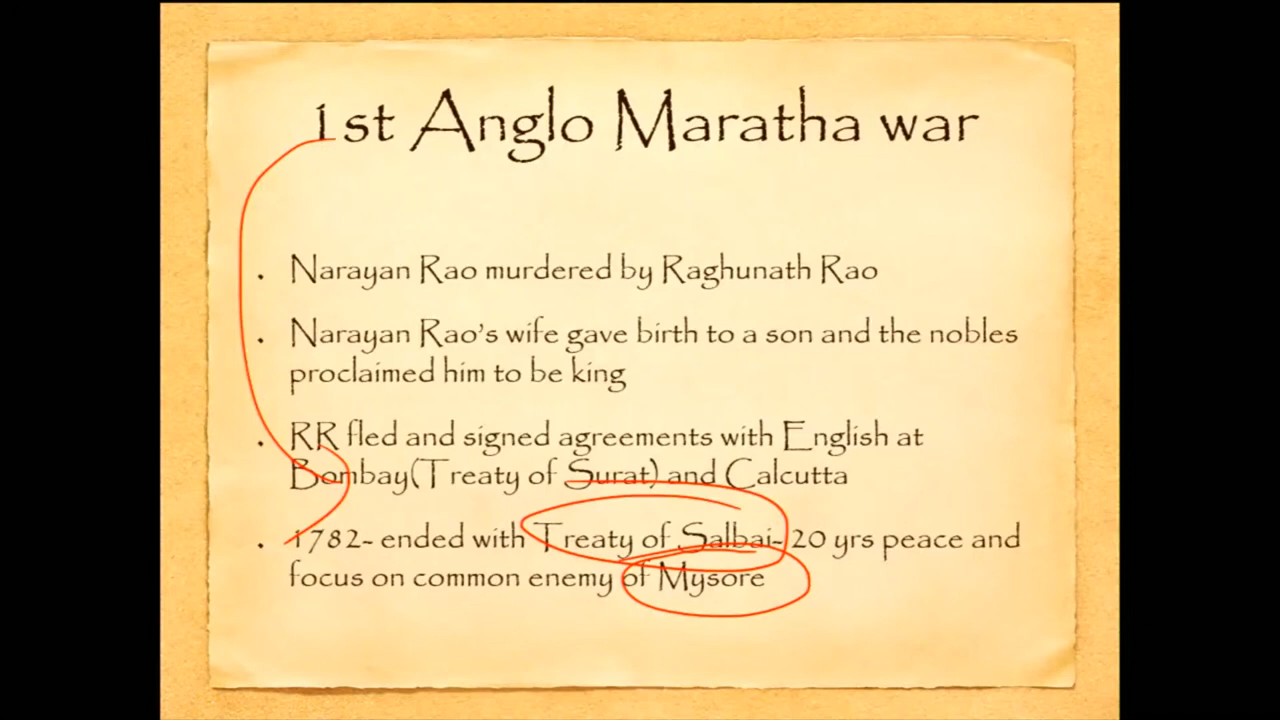 1st Anglo Maratha war
. Narayan Rao murdered by Raghunath Rao
. Narayan Rao's wife gave birth to a son and the nobles
proclaimed him to be king
. RR fled and signed agreements with English at
Bombay(Treaty of Surat) and Calcutta
. 1782- ended with Treaty of Salbai- 20 yrs peace and
focus on common enemy of Mysore